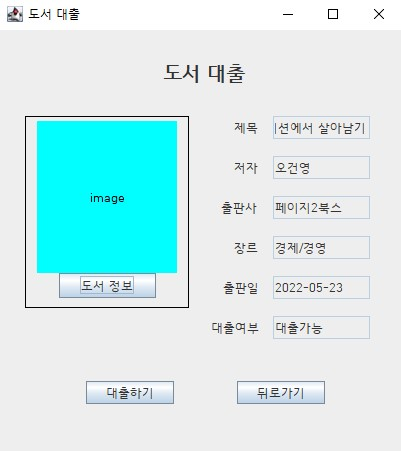 도서 대출
도서 대출
image
도서 정보
제목 션에서 살아남기
저자 오건영
출판사 페이지2북스
장르 경제/경영
출판일 2022-05-23
대출여부 대출가능
대출하기 뒤로가기